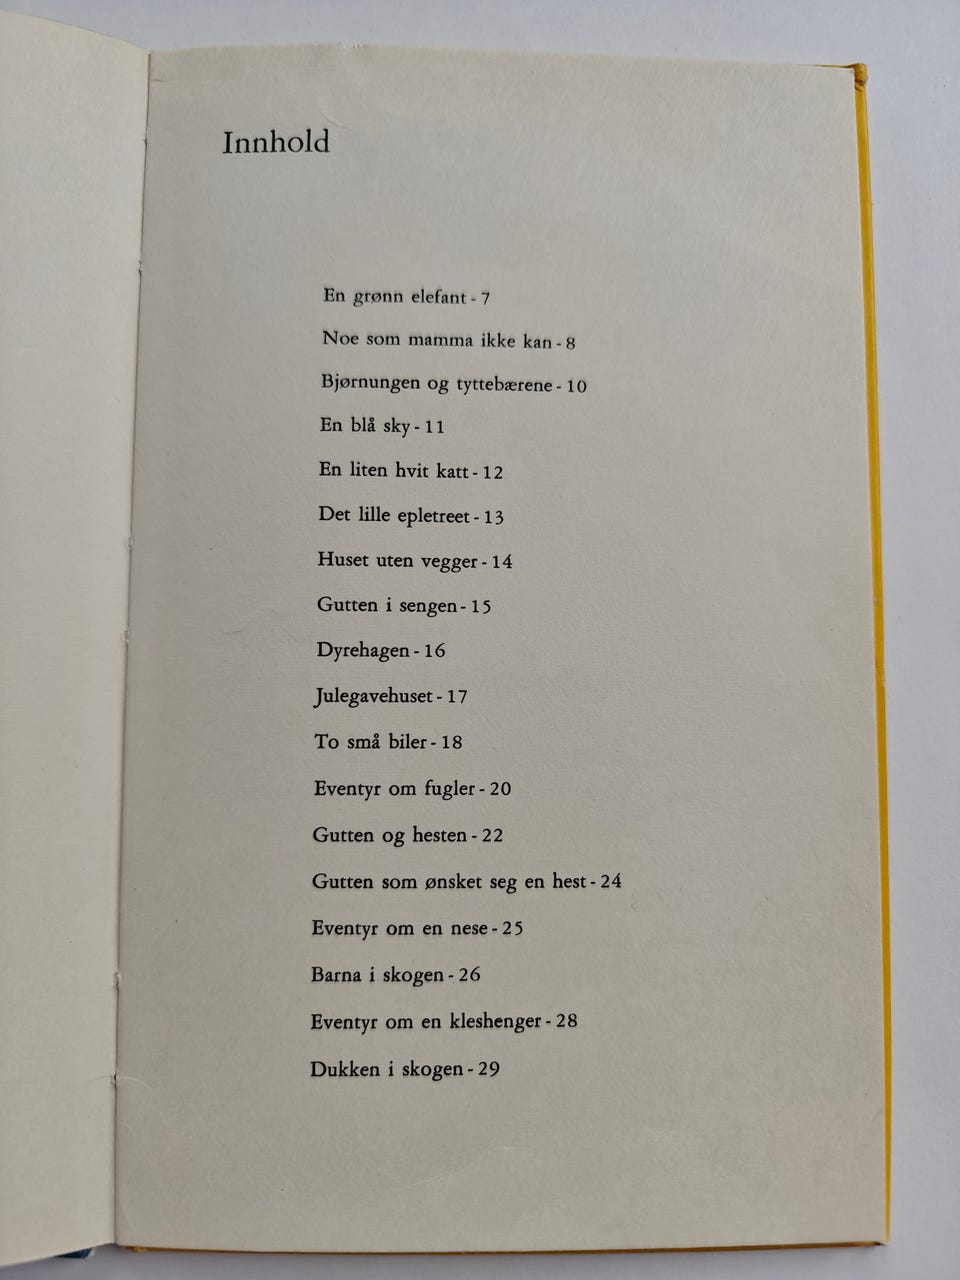 Innhold
En grønn elefant - 7
Noe som mamma ikke kan - 8
Bjørnungen og tyttebærene - 10
En blå sky - 11
En liten hvit katt - 12
Det lille epletreet - 13
Huset uten vegger - 14
Gutten i sengen - 15
Dyrehagen - 16
Julegavehuset - 17
To små biler - 18
Eventyr om fugler - 20
Gutten og hesten - 22
Gutten som ønsket seg en hest - 24
Eventyr om en nese - 25
Barna i skogen - 26
Eventyr om en kleshenger - 28
Dukken i skogen - 29